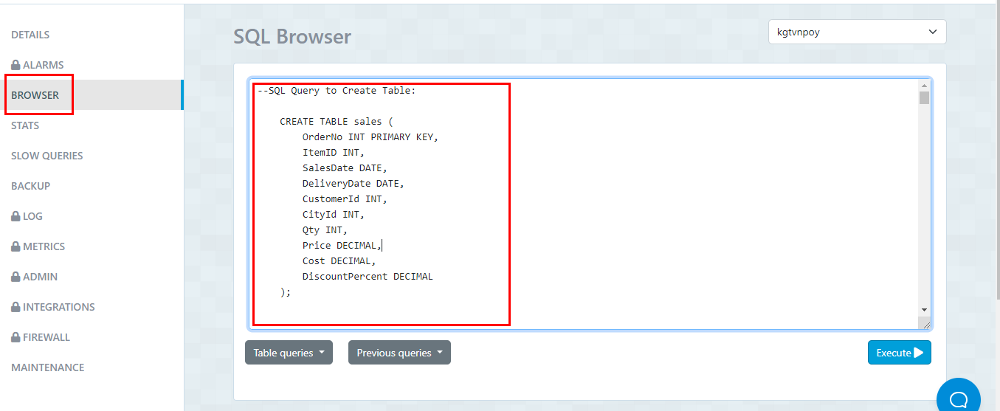 DETAILS
ALARMS
BROWSER
STATS
SLOW QUERIES
BACKUP
LOG
METRICS
ADMIN
INTEGRATIONS
FIREWALL
MAINTENANCE
SQL Browser
kgtvnpoy
--SQL Query to Create Table:
CREATE TABLE sales (
OrderNo INT PRIMARY KEY,
ItemID INT,
SalesDate DATE,
DeliveryDate DATE,
CustomerId INT,
CityId INT,
Qty INT,
Price DECIMAL,
Cost DECIMAL,
DiscountPercent DECIMAL
);
Table queries
Previous queries
Execute